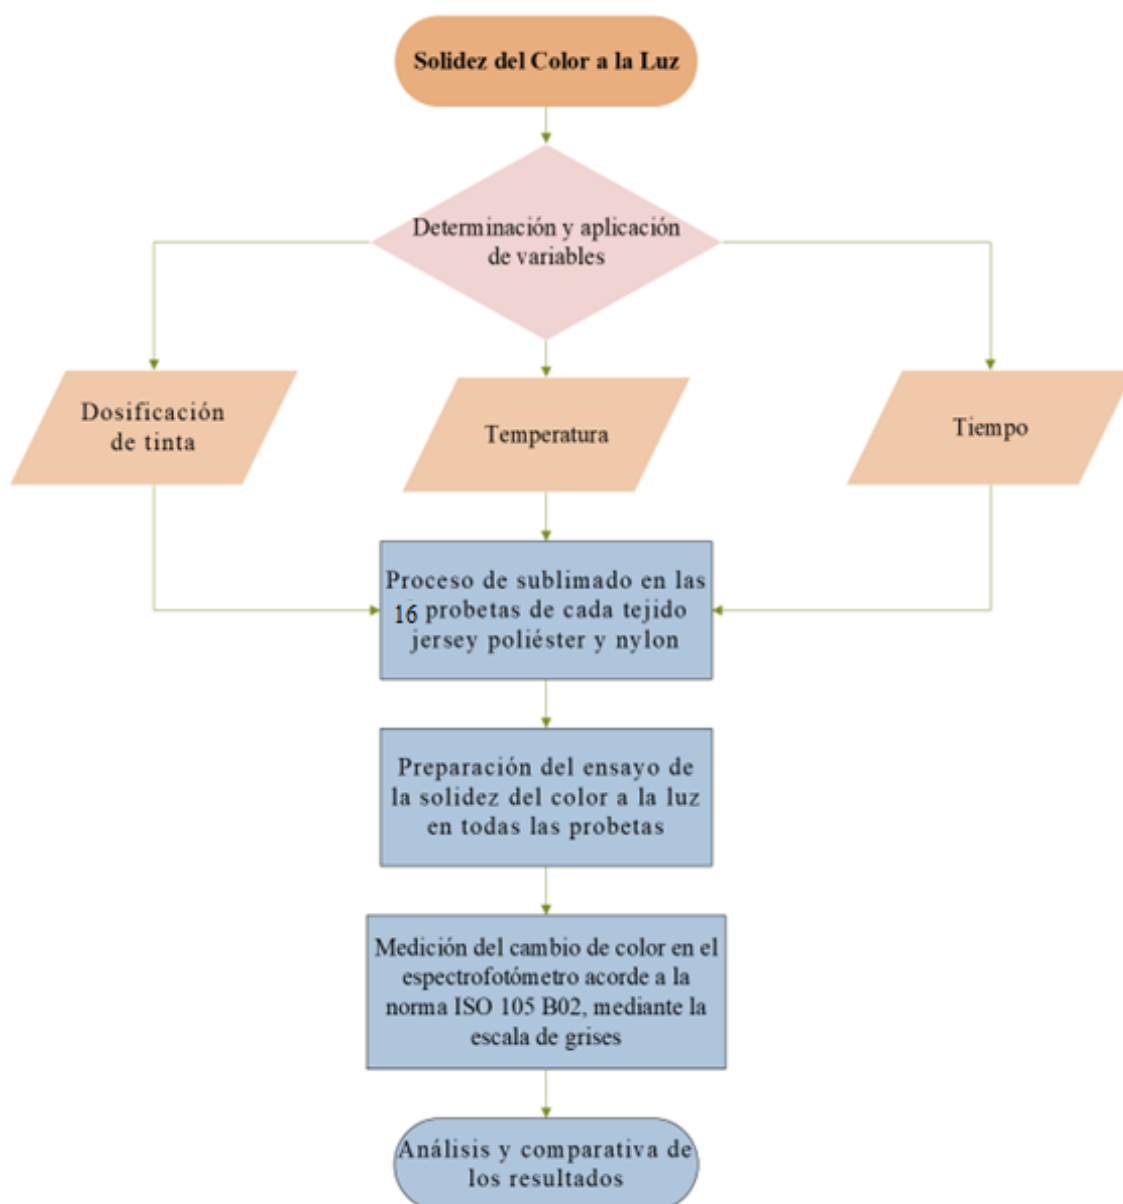 Solidez del Color a la Luz
Determinación y aplicación
de variables
Dosificación
de tinta
Temperatura
Tiempo
Proceso de sublimado en las
16 probetas de cada tejido
jersey poliéster y nylon
Preparación del ensayo de
la solidez del color a la luz
en todas las probetas
Medición del cambio de color en el
espectrofotómetro acorde a la
norma ISO 105 B02, mediante la
escala de grises
Análisis y comparativa de
los resultados